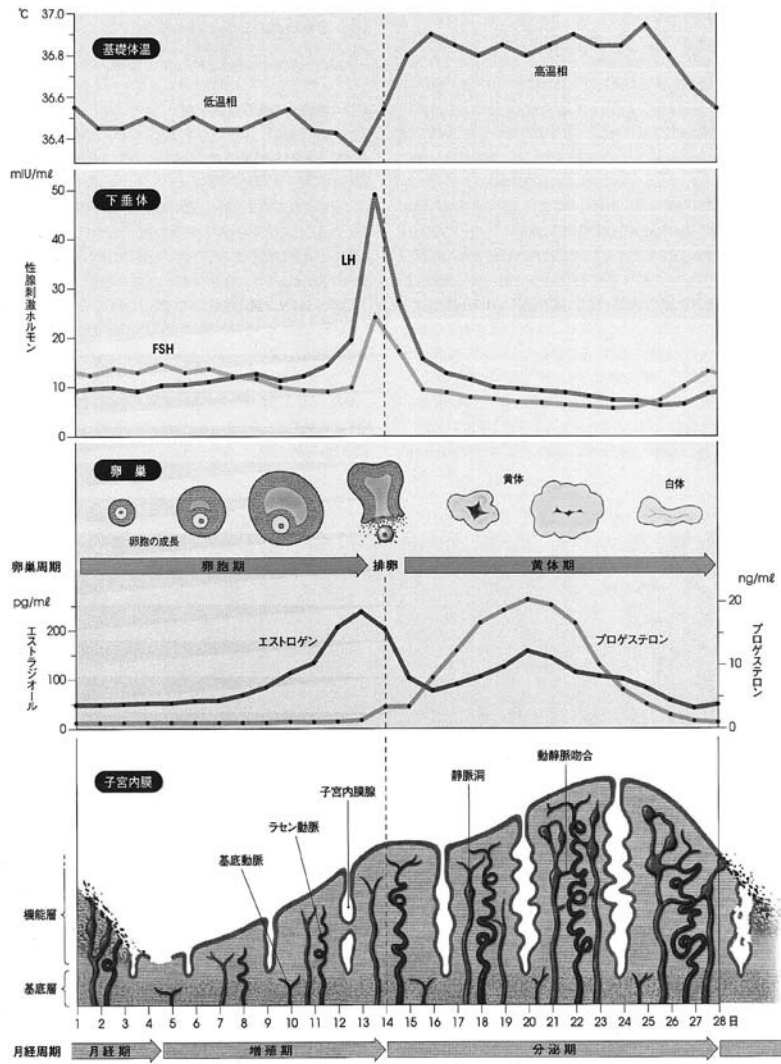 ℃ 37.0
基礎体温
36.8
高温相
低温相
36.6
36.4
mIU/mℓ
下垂体
50
40
LH
30
性腺刺激ホルモン
20
FSH
10
0
卵巣
黄体
白体
卵胞の成長
卵巣周期 卵胞期 排卵 黄体期
pg/mℓ ng/mℓ
20
エストロゲン プロゲステロン
200
エストラジオール
プロゲステロン
10
100
0 0
子宮内膜
動静脈吻合
静脈洞
子宮内膜腺
ラセン動脈
基底動脈
機能層
基底層
1 2 3 4 5 6 7 8 9 10 11 12 13 14 15 16 17 18 19 20 21 22 23 24 25 26 27 28日
月経周期 月経期 増殖期 分泌期